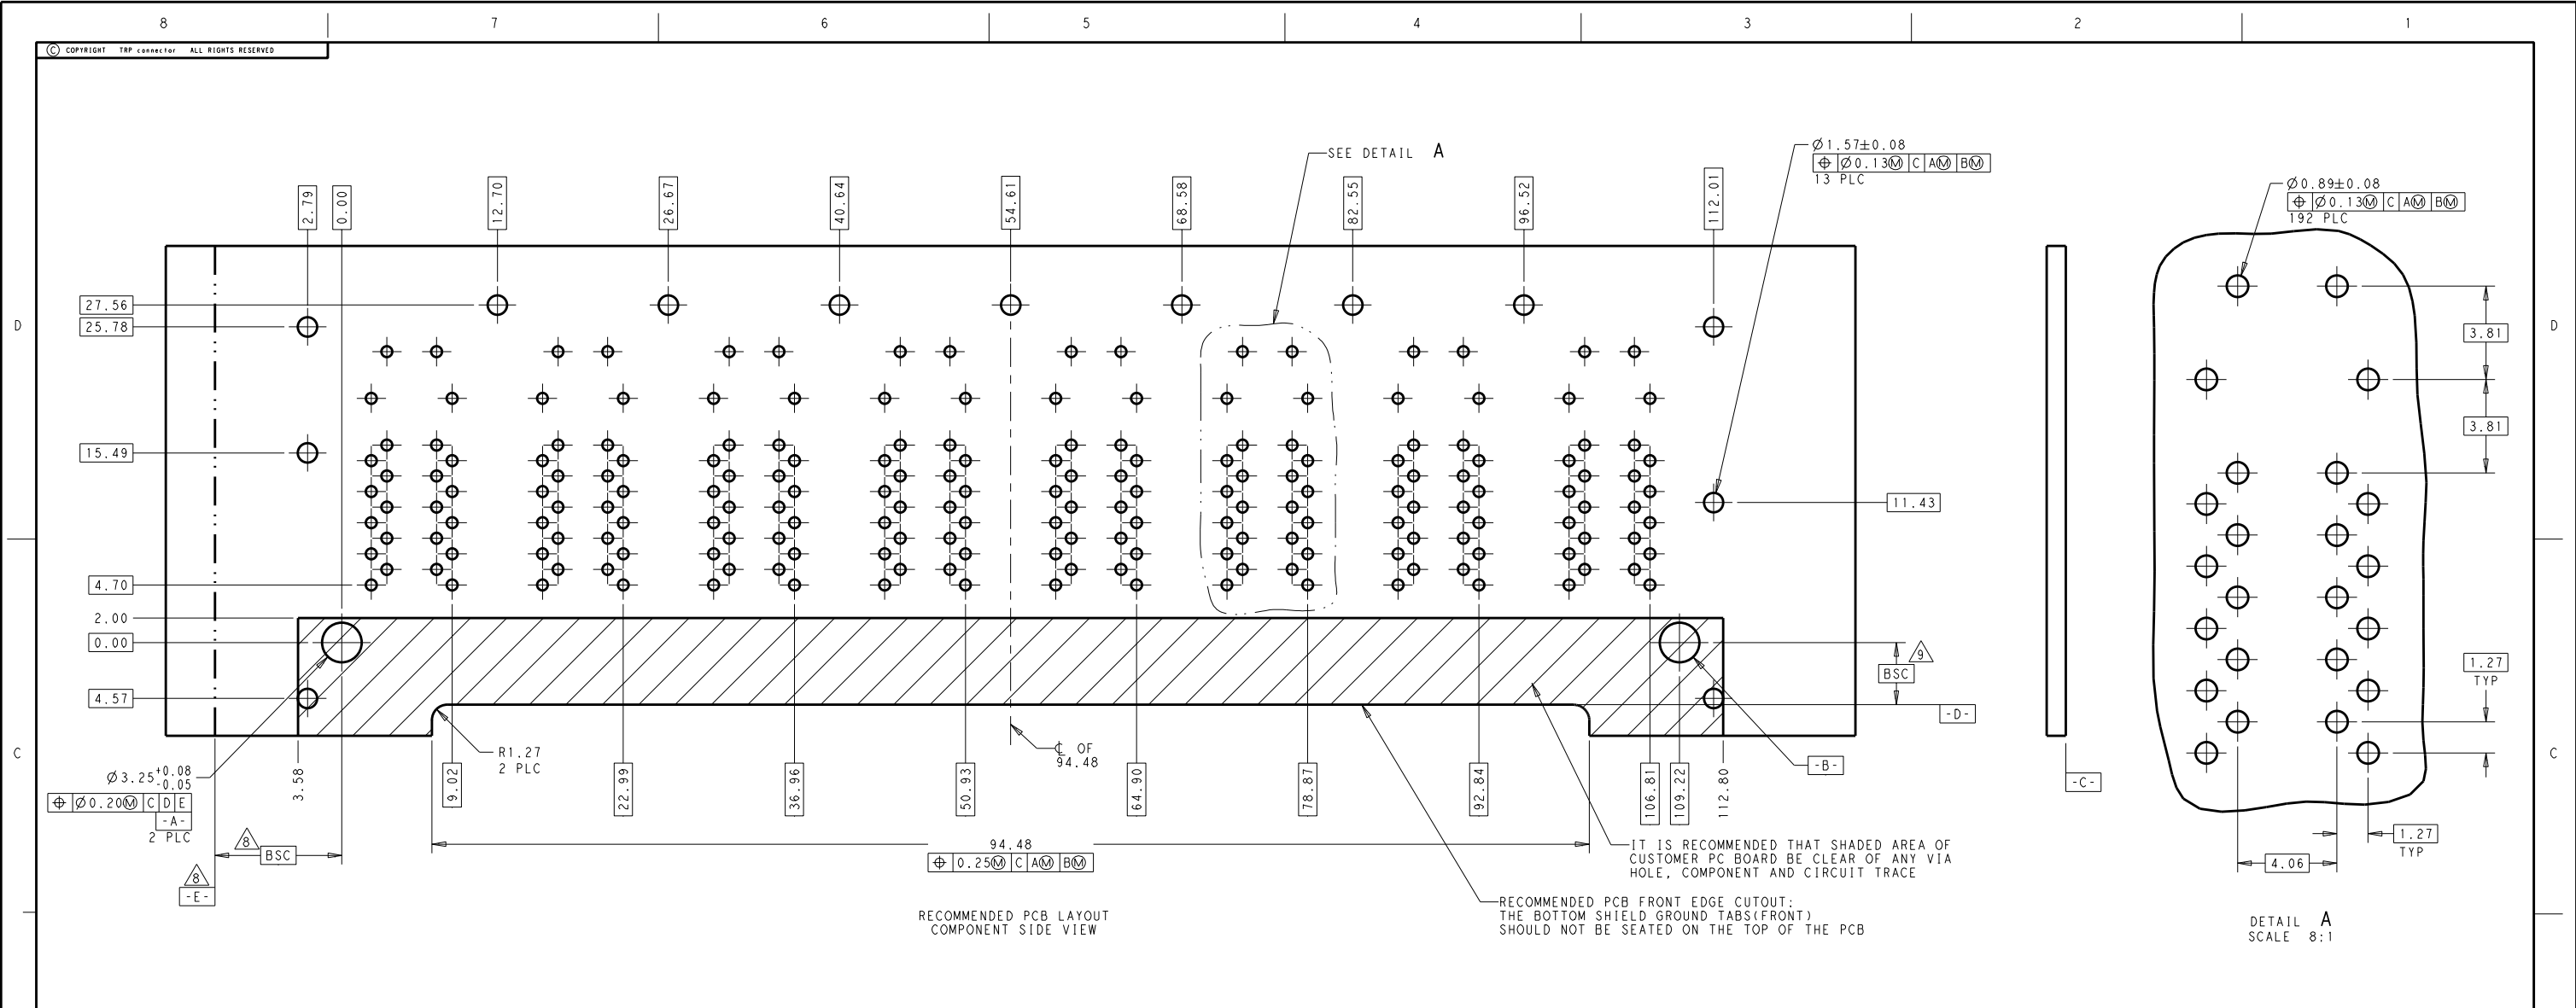 8 7 6 5 4 3 2 1
© COPYRIGHT TRP connector ALL RIGHTS RESERVED
SEE DETAIL A
Ø1.57±0.08
⌖ Ø0.13Ⓜ C AⓂ BⓂ
13 PLC
Ø0.89±0.08
⌖ Ø0.13Ⓜ C AⓂ BⓂ
192 PLC
2.79 0.00 12.70 26.67 40.64 54.61 68.58 82.55 96.52 112.01
27.56
25.78
D
D
3.81
3.81
15.49
11.43
4.70
2.00
0.00
4.57
9
BSC
-D-
1.27
TYP
C
C
R1.27
2 PLC
℄ OF
94.48
-B-
-C-
Ø3.25 +0.08 -0.05
⌖ Ø0.20Ⓜ C D E
-A-
2 PLC
3.58 9.02 22.99 36.96 50.93 64.90 78.87 92.84 106.81 109.22 112.80
8
BSC
8
-E-
94.48
⌖ 0.25Ⓜ C AⓂ BⓂ
IT IS RECOMMENDED THAT SHADED AREA OF
CUSTOMER PC BOARD BE CLEAR OF ANY VIA
HOLE, COMPONENT AND CIRCUIT TRACE
1.27
TYP
4.06
RECOMMENDED PCB FRONT EDGE CUTOUT:
THE BOTTOM SHIELD GROUND TABS(FRONT)
SHOULD NOT BE SEATED ON THE TOP OF THE PCB
RECOMMENDED PCB LAYOUT
COMPONENT SIDE VIEW
DETAIL A
SCALE 8:1